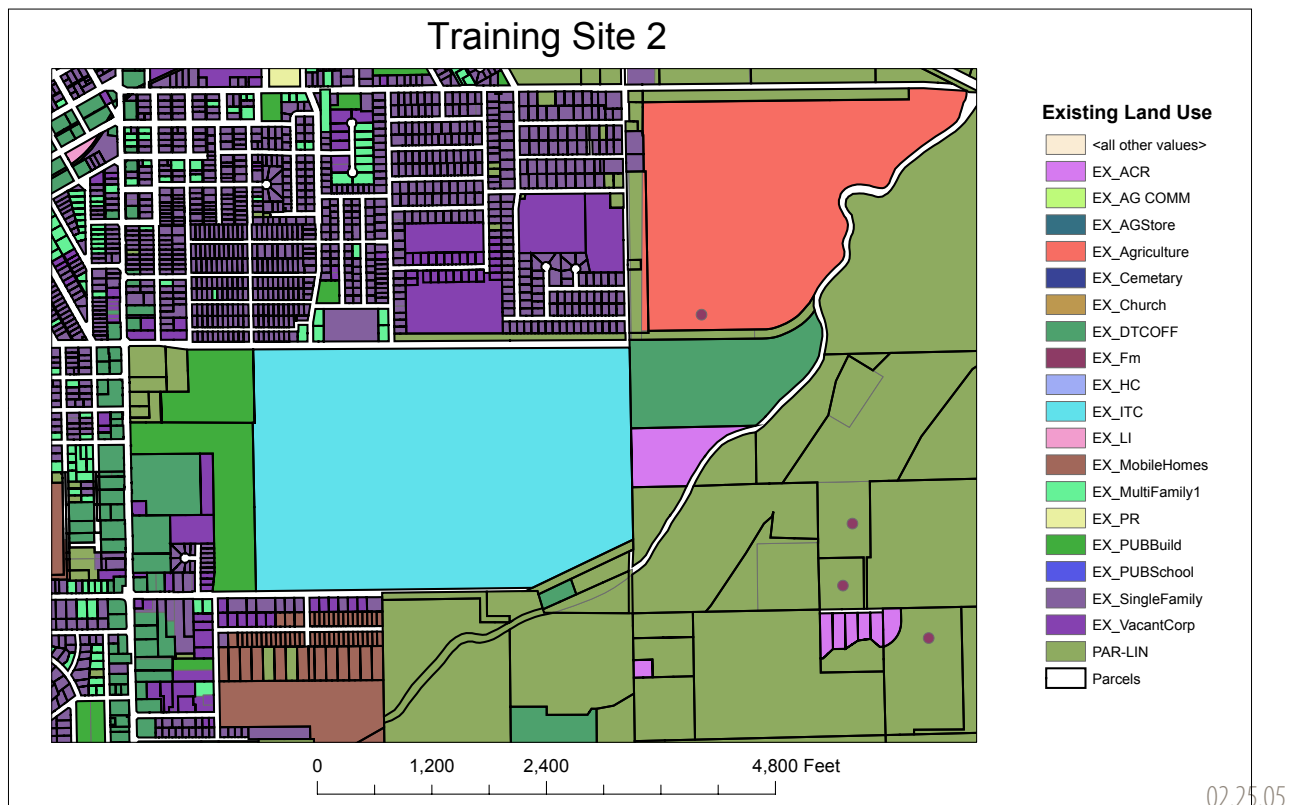 Training Site 2
Existing Land Use
<all other values>
EX_ACR
EX_AG COMM
EX_AGStore
EX_Agriculture
EX_Cemetary
EX_Church
EX_DTCOFF
EX_Fm
EX_HC
EX_ITC
EX_LI
EX_MobileHomes
EX_MultiFamily1
EX_PR
EX_PUBBuild
EX_PUBSchool
EX_SingleFamily
EX_VacantCorp
PAR-LIN
Parcels
0 1,200 2,400 4,800 Feet
02.25.05